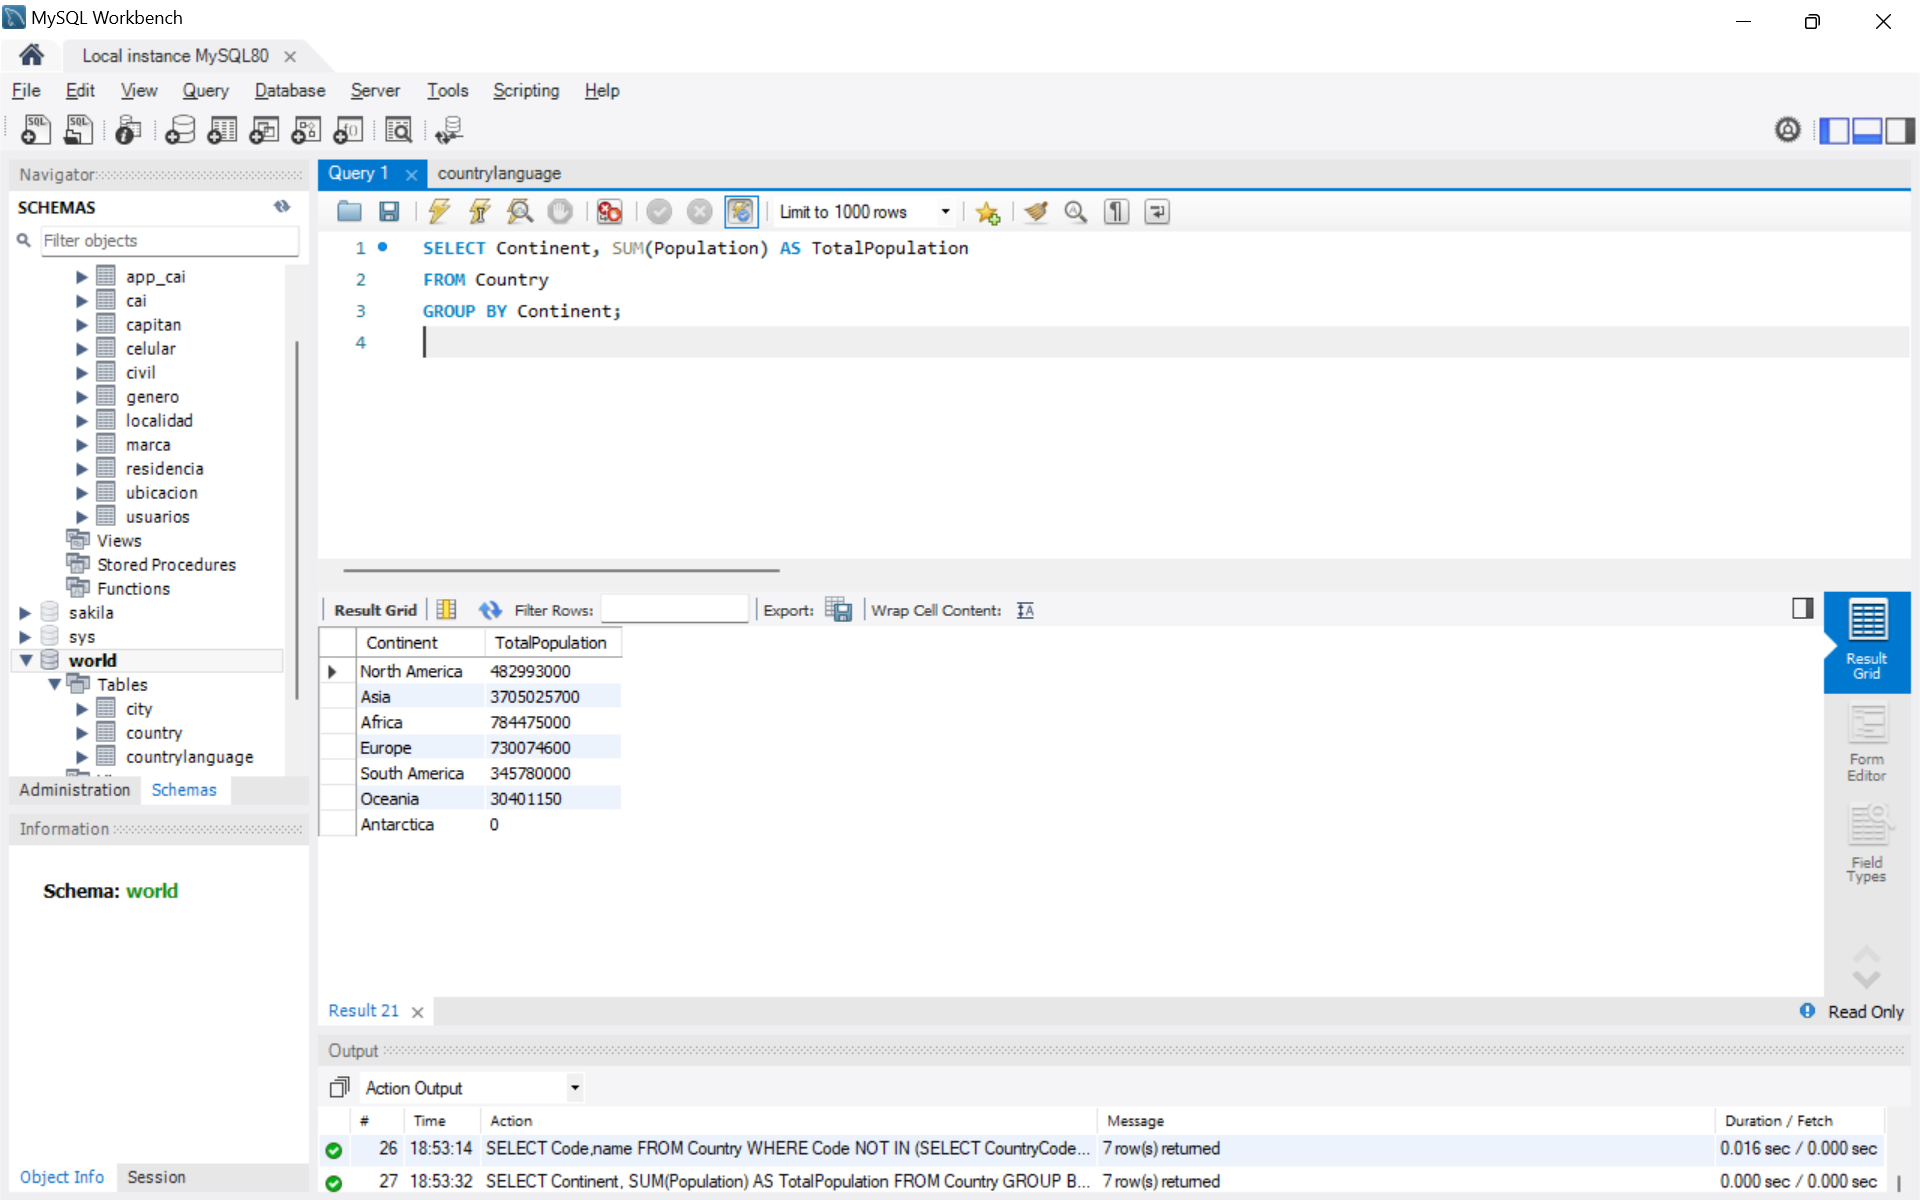 MySQL Workbench
Local instance MySQL80
File Edit View Query Database Server Tools Scripting Help
Navigator
SCHEMAS
Filter objects
app_cai
cai
capitan
celular
civil
genero
localidad
marca
residencia
ubicacion
usuarios
Views
Stored Procedures
Functions
sakila
sys
world
Tables
city
country
countrylanguage
Administration Schemas
Information
Schema: world
Object Info Session
Query 1 countrylanguage
Limit to 1000 rows
1 SELECT Continent, SUM(Population) AS TotalPopulation
2 FROM Country
3 GROUP BY Continent;
4
Result Grid Filter Rows: Export: Wrap Cell Content:
Continent TotalPopulation
North America 482993000
Asia 3705025700
Africa 784475000
Europe 730074600
South America 345780000
Oceania 30401150
Antarctica 0
Result
Grid
Form
Editor
Field
Types
Result 21 Read Only
Output
Action Output
# Time Action Message Duration / Fetch
26 18:53:14 SELECT Code,name FROM Country WHERE Code NOT IN (SELECT CountryCode... 7 row(s) returned 0.016 sec / 0.000 sec
27 18:53:32 SELECT Continent, SUM(Population) AS TotalPopulation FROM Country GROUP B... 7 row(s) returned 0.000 sec / 0.000 sec